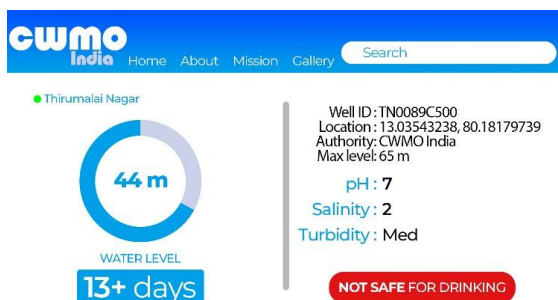 cwmo
India
Home About Mission Gallery Search
Thirumalai Nagar
44 m
WATER LEVEL
13+ days
Well ID : TN0089C500
Location : 13.03543238, 80.18179739
Authority: CWMO India
Max level: 65 m
pH : 7
Salinity : 2
Turbidity : Med
NOT SAFE FOR DRINKING